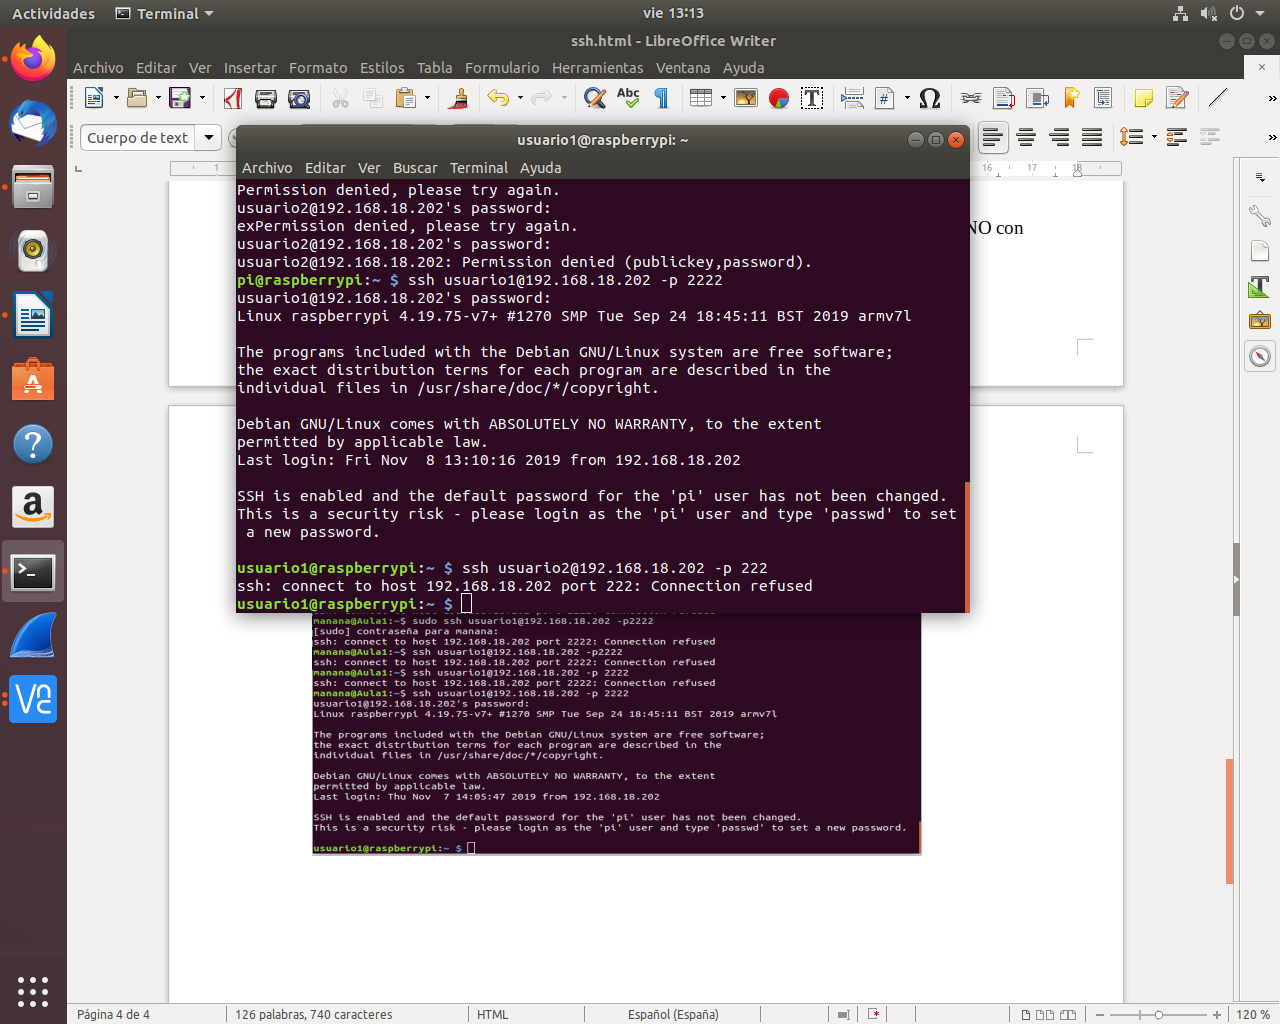 Actividades
Terminal
vie 13:13
ssh.html - LibreOffice Writer
Archivo Editar Ver Insertar Formato Estilos Tabla Formulario Herramientas Ventana Ayuda
Abc
Cuerpo de text
usuario1@raspberrypi: ~
Archivo Editar Ver Buscar Terminal Ayuda
1
16 17 18
NO con
Permission denied, please try again.
usuario2@192.168.18.202's password:
exPermission denied, please try again.
usuario2@192.168.18.202's password:
usuario2@192.168.18.202: Permission denied (publickey,password).
pi@raspberrypi:~ $ ssh usuario1@192.168.18.202 -p 2222
usuario1@192.168.18.202's password:
Linux raspberrypi 4.19.75-v7+ #1270 SMP Tue Sep 24 18:45:11 BST 2019 armv7l
The programs included with the Debian GNU/Linux system are free software;
the exact distribution terms for each program are described in the
individual files in /usr/share/doc/*/copyright.
Debian GNU/Linux comes with ABSOLUTELY NO WARRANTY, to the extent
permitted by applicable law.
Last login: Fri Nov  8 13:10:16 2019 from 192.168.18.202
SSH is enabled and the default password for the 'pi' user has not been changed.
This is a security risk - please login as the 'pi' user and type 'passwd' to set
 a new password.
usuario1@raspberrypi:~ $ ssh usuario2@192.168.18.202 -p 222
ssh: connect to host 192.168.18.202 port 222: Connection refused
usuario1@raspberrypi:~ $
manana@Aula1:~$ sudo ssh usuario1@192.168.18.202 -p2222
[sudo] contraseña para manana:
ssh: connect to host 192.168.18.202 port 2222: Connection refused
manana@Aula1:~$ ssh usuario1@192.168.18.202 -p2222
ssh: connect to host 192.168.18.202 port 2222: Connection refused
manana@Aula1:~$ ssh usuario1@192.168.18.202 -p 2222
ssh: connect to host 192.168.18.202 port 2222: Connection refused
manana@Aula1:~$ ssh usuario1@192.168.18.202 -p 2222
usuario1@192.168.18.202's password:
Linux raspberrypi 4.19.75-v7+ #1270 SMP Tue Sep 24 18:45:11 BST 2019 armv7l
The programs included with the Debian GNU/Linux system are free software;
the exact distribution terms for each program are described in the
individual files in /usr/share/doc/*/copyright.
Debian GNU/Linux comes with ABSOLUTELY NO WARRANTY, to the extent
permitted by applicable law.
Last login: Thu Nov  7 14:05:47 2019 from 192.168.18.202
SSH is enabled and the default password for the 'pi' user has not been changed.
This is a security risk - please login as the 'pi' user and type 'passwd' to set a new password.
usuario1@raspberrypi:~ $
Página 4 de 4
126 palabras, 740 caracteres
HTML
Español (España)
120 %